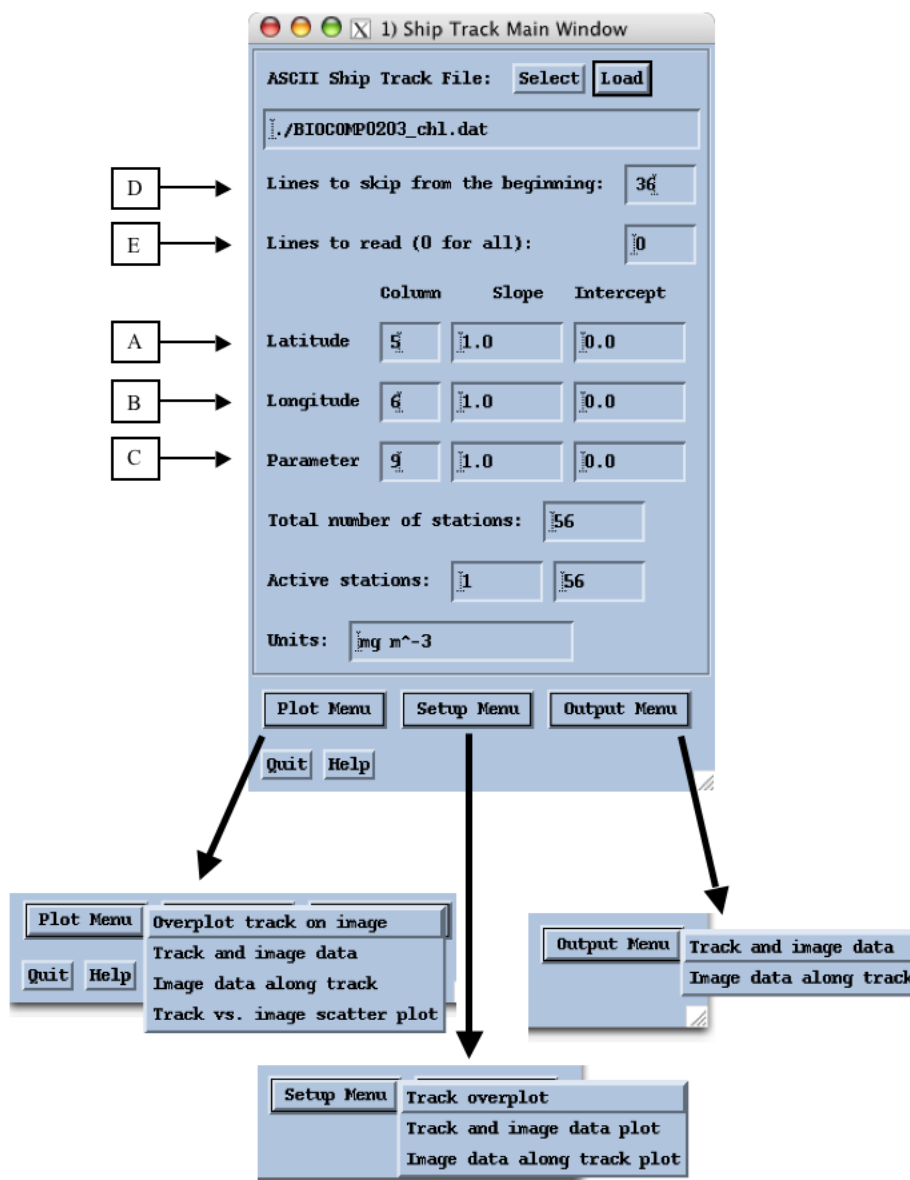 1) Ship Track Main Window
ASCII Ship Track File: Select Load
./BIOCOMP0203_chl.dat
D Lines to skip from the beginning: 36
E Lines to read (0 for all): 0
Column Slope Intercept
A Latitude 5 1.0 0.0
B Longitude 6 1.0 0.0
C Parameter 9 1.0 0.0
Total number of stations: 56
Active stations: 1 56
Units: mg m^-3
Plot Menu Setup Menu Output Menu
Quit Help
Plot Menu Overplot track on image
Track and image data
Quit Help Image data along track
Track vs. image scatter plot
Output Menu Track and image data
Image data along track
Setup Menu Track overplot
Track and image data plot
Image data along track plot